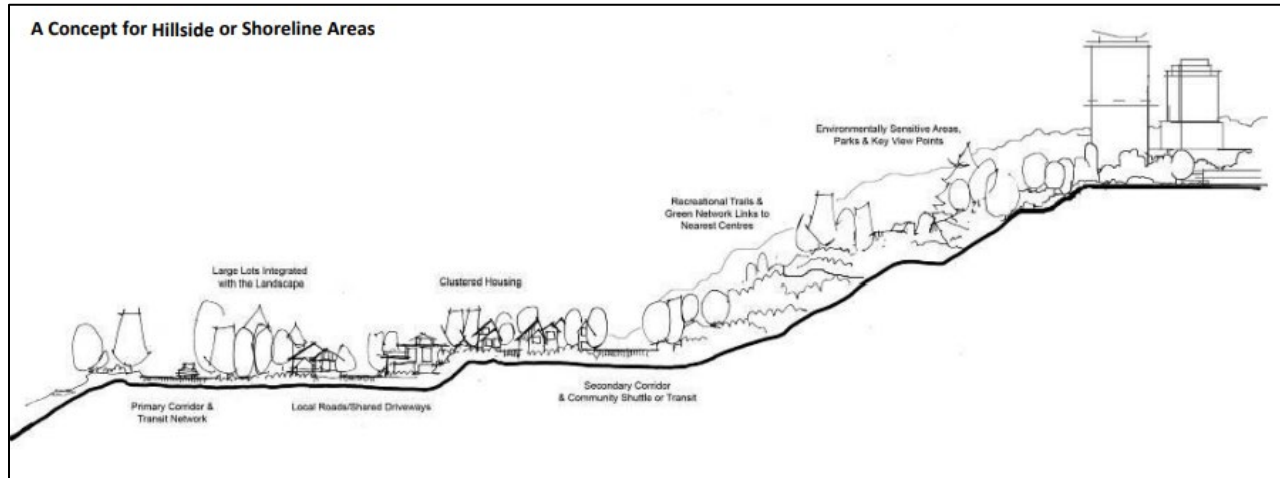 A Concept for Hillside or Shoreline Areas
Environmentally Sensitive Areas,
Parks & Key View Points
Recreational Trails &
Green Network Links to
Nearest Centres
Large Lots Integrated
with the Landscape
Clustered Housing
Primary Corridor &
Transit Network
Local Roads/Shared Driveways
Secondary Corridor
& Community Shuttle or Transit